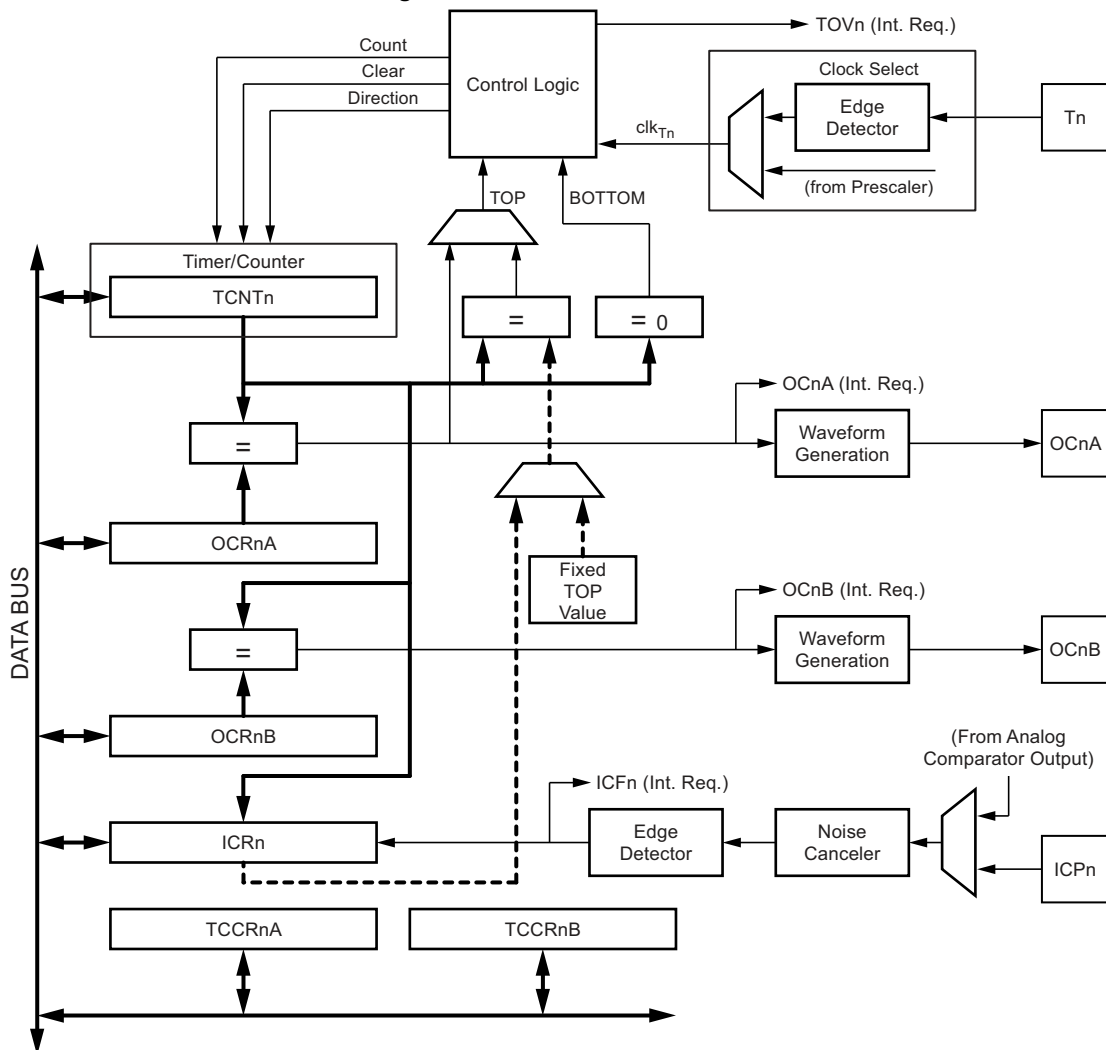 TOVn (Int. Req.)
Count
Clear
Direction
Control Logic
Clock Select
Edge
Detector
Tn
clkTn
(from Prescaler)
TOP
BOTTOM
Timer/Counter
TCNTn
=
= 0
OCnA (Int. Req.)
=
Waveform
Generation
OCnA
OCRnA
Fixed
TOP
Value
OCnB (Int. Req.)
=
Waveform
Generation
OCnB
DATA BUS
OCRnB
(From Analog
Comparator Output)
ICFn (Int. Req.)
ICRn
Edge
Detector
Noise
Canceler
ICPn
TCCRnA
TCCRnB